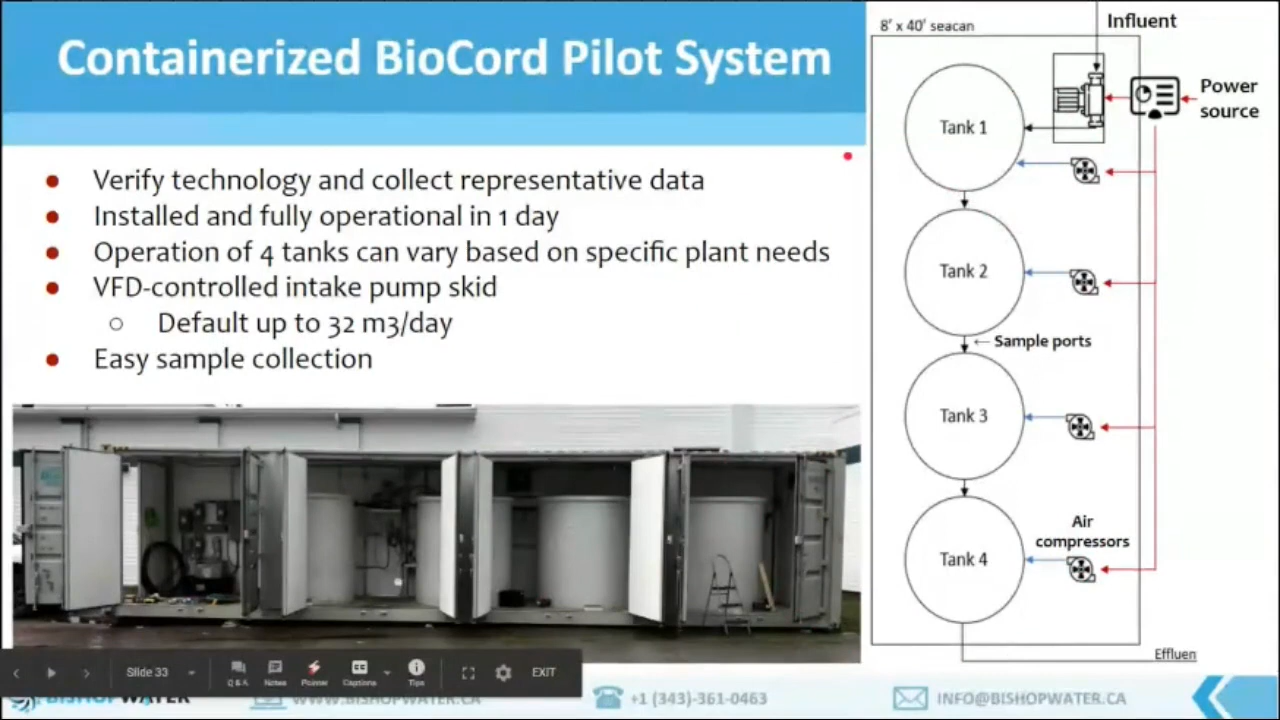 Containerized BioCord Pilot System
Verify technology and collect representative data
Installed and fully operational in 1 day
Operation of 4 tanks can vary based on specific plant needs
VFD-controlled intake pump skid
Default up to 32 m3/day
Easy sample collection
8' x 40' seacan
Influent
Power
source
Tank 1
Tank 2
← Sample ports
Tank 3
Air
compressors
Tank 4
Effluen
Slide 33
Q&A
Notes
Pointer
Captions
Tips
EXIT
BISHOP WATER
WWW.BISHOPWATER.CA
+1 (343)-361-0463
INFO@BISHOPWATER.CA